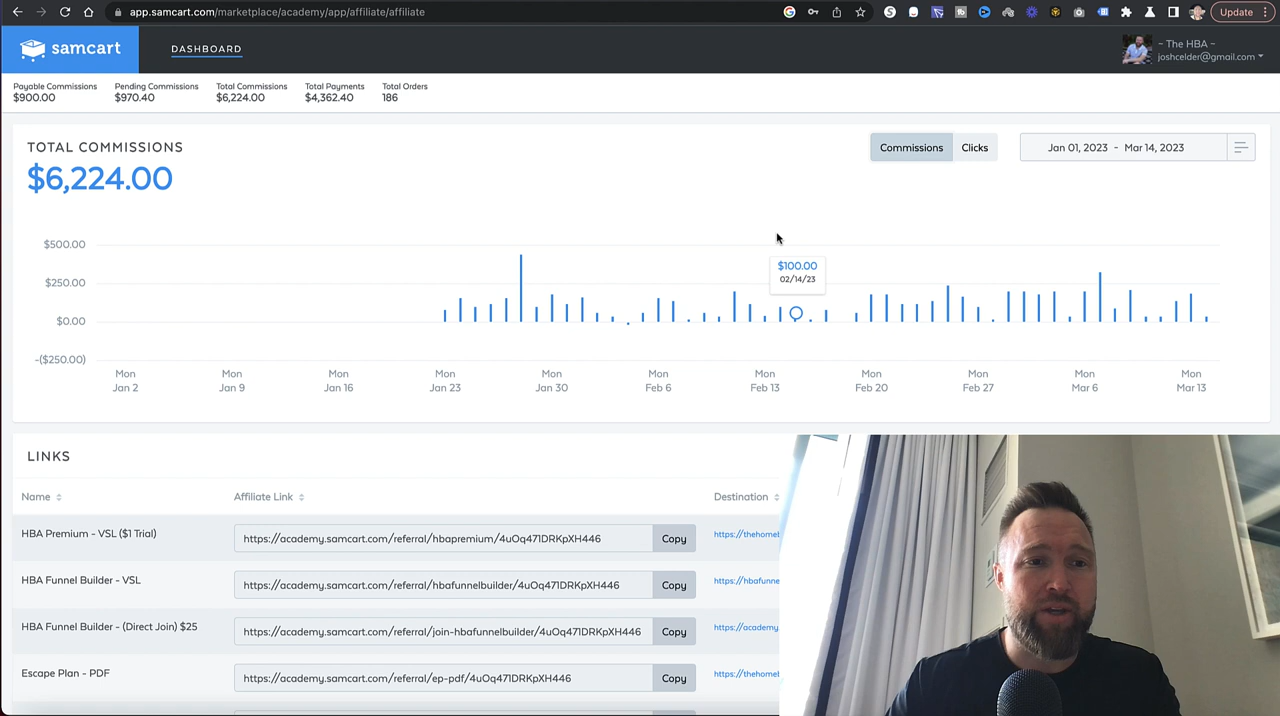 app.samcart.com/marketplace/academy/app/affiliate/affiliate
Update
samcart
DASHBOARD
~ The HBA ~
joshcelder@gmail.com
Payable Commissions
$900.00
Pending Commissions
$970.40
Total Commissions
$6,224.00
Total Payments
$4,362.40
Total Orders
186
TOTAL COMMISSIONS
$6,224.00
Commissions
Clicks
Jan 01, 2023 - Mar 14, 2023
$500.00
$250.00
$0.00
-($250.00)
$100.00
02/14/23
Mon
Jan 2
Mon
Jan 9
Mon
Jan 16
Mon
Jan 23
Mon
Jan 30
Mon
Feb 6
Mon
Feb 13
Mon
Feb 20
Mon
Feb 27
Mon
Mar 6
Mon
Mar 13
LINKS
Name
Affiliate Link
Destination
HBA Premium - VSL ($1 Trial)
https://academy.samcart.com/referral/hbapremium/4uOq471DRKpXH446
Copy
https://thehomel
HBA Funnel Builder - VSL
https://academy.samcart.com/referral/hbafunnelbuilder/4uOq471DRKpXH446
Copy
https://hbafunne
HBA Funnel Builder - (Direct Join) $25
https://academy.samcart.com/referral/join-hbafunnelbuilder/4uOq471DRKpXH446
Copy
https://academy.
Escape Plan - PDF
https://academy.samcart.com/referral/ep-pdf/4uOq471DRKpXH446
Copy
https://thehomel